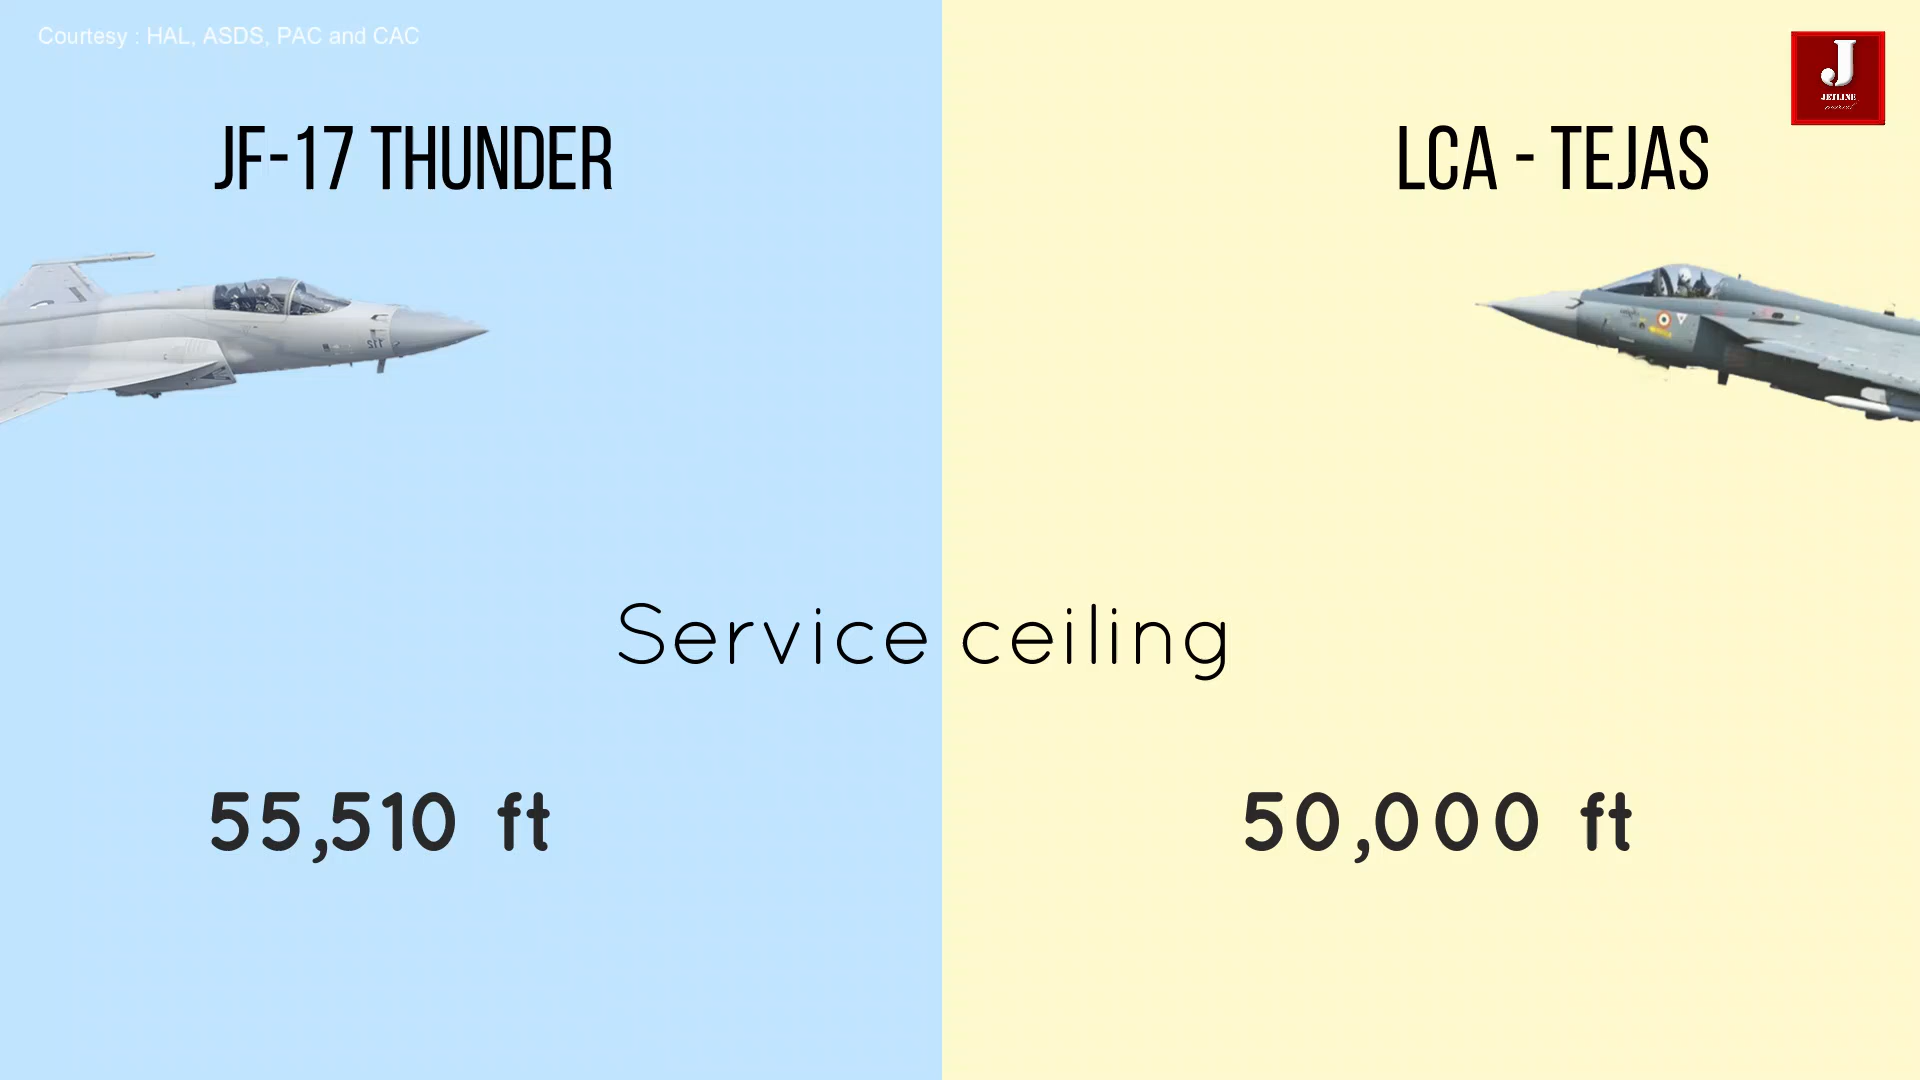 Courtesy : HAL, ASDS, PAC and CAC
J
JETLINE
JF-17 THUNDER
LCA - TEJAS
Service ceiling
55,510 ft
50,000 ft